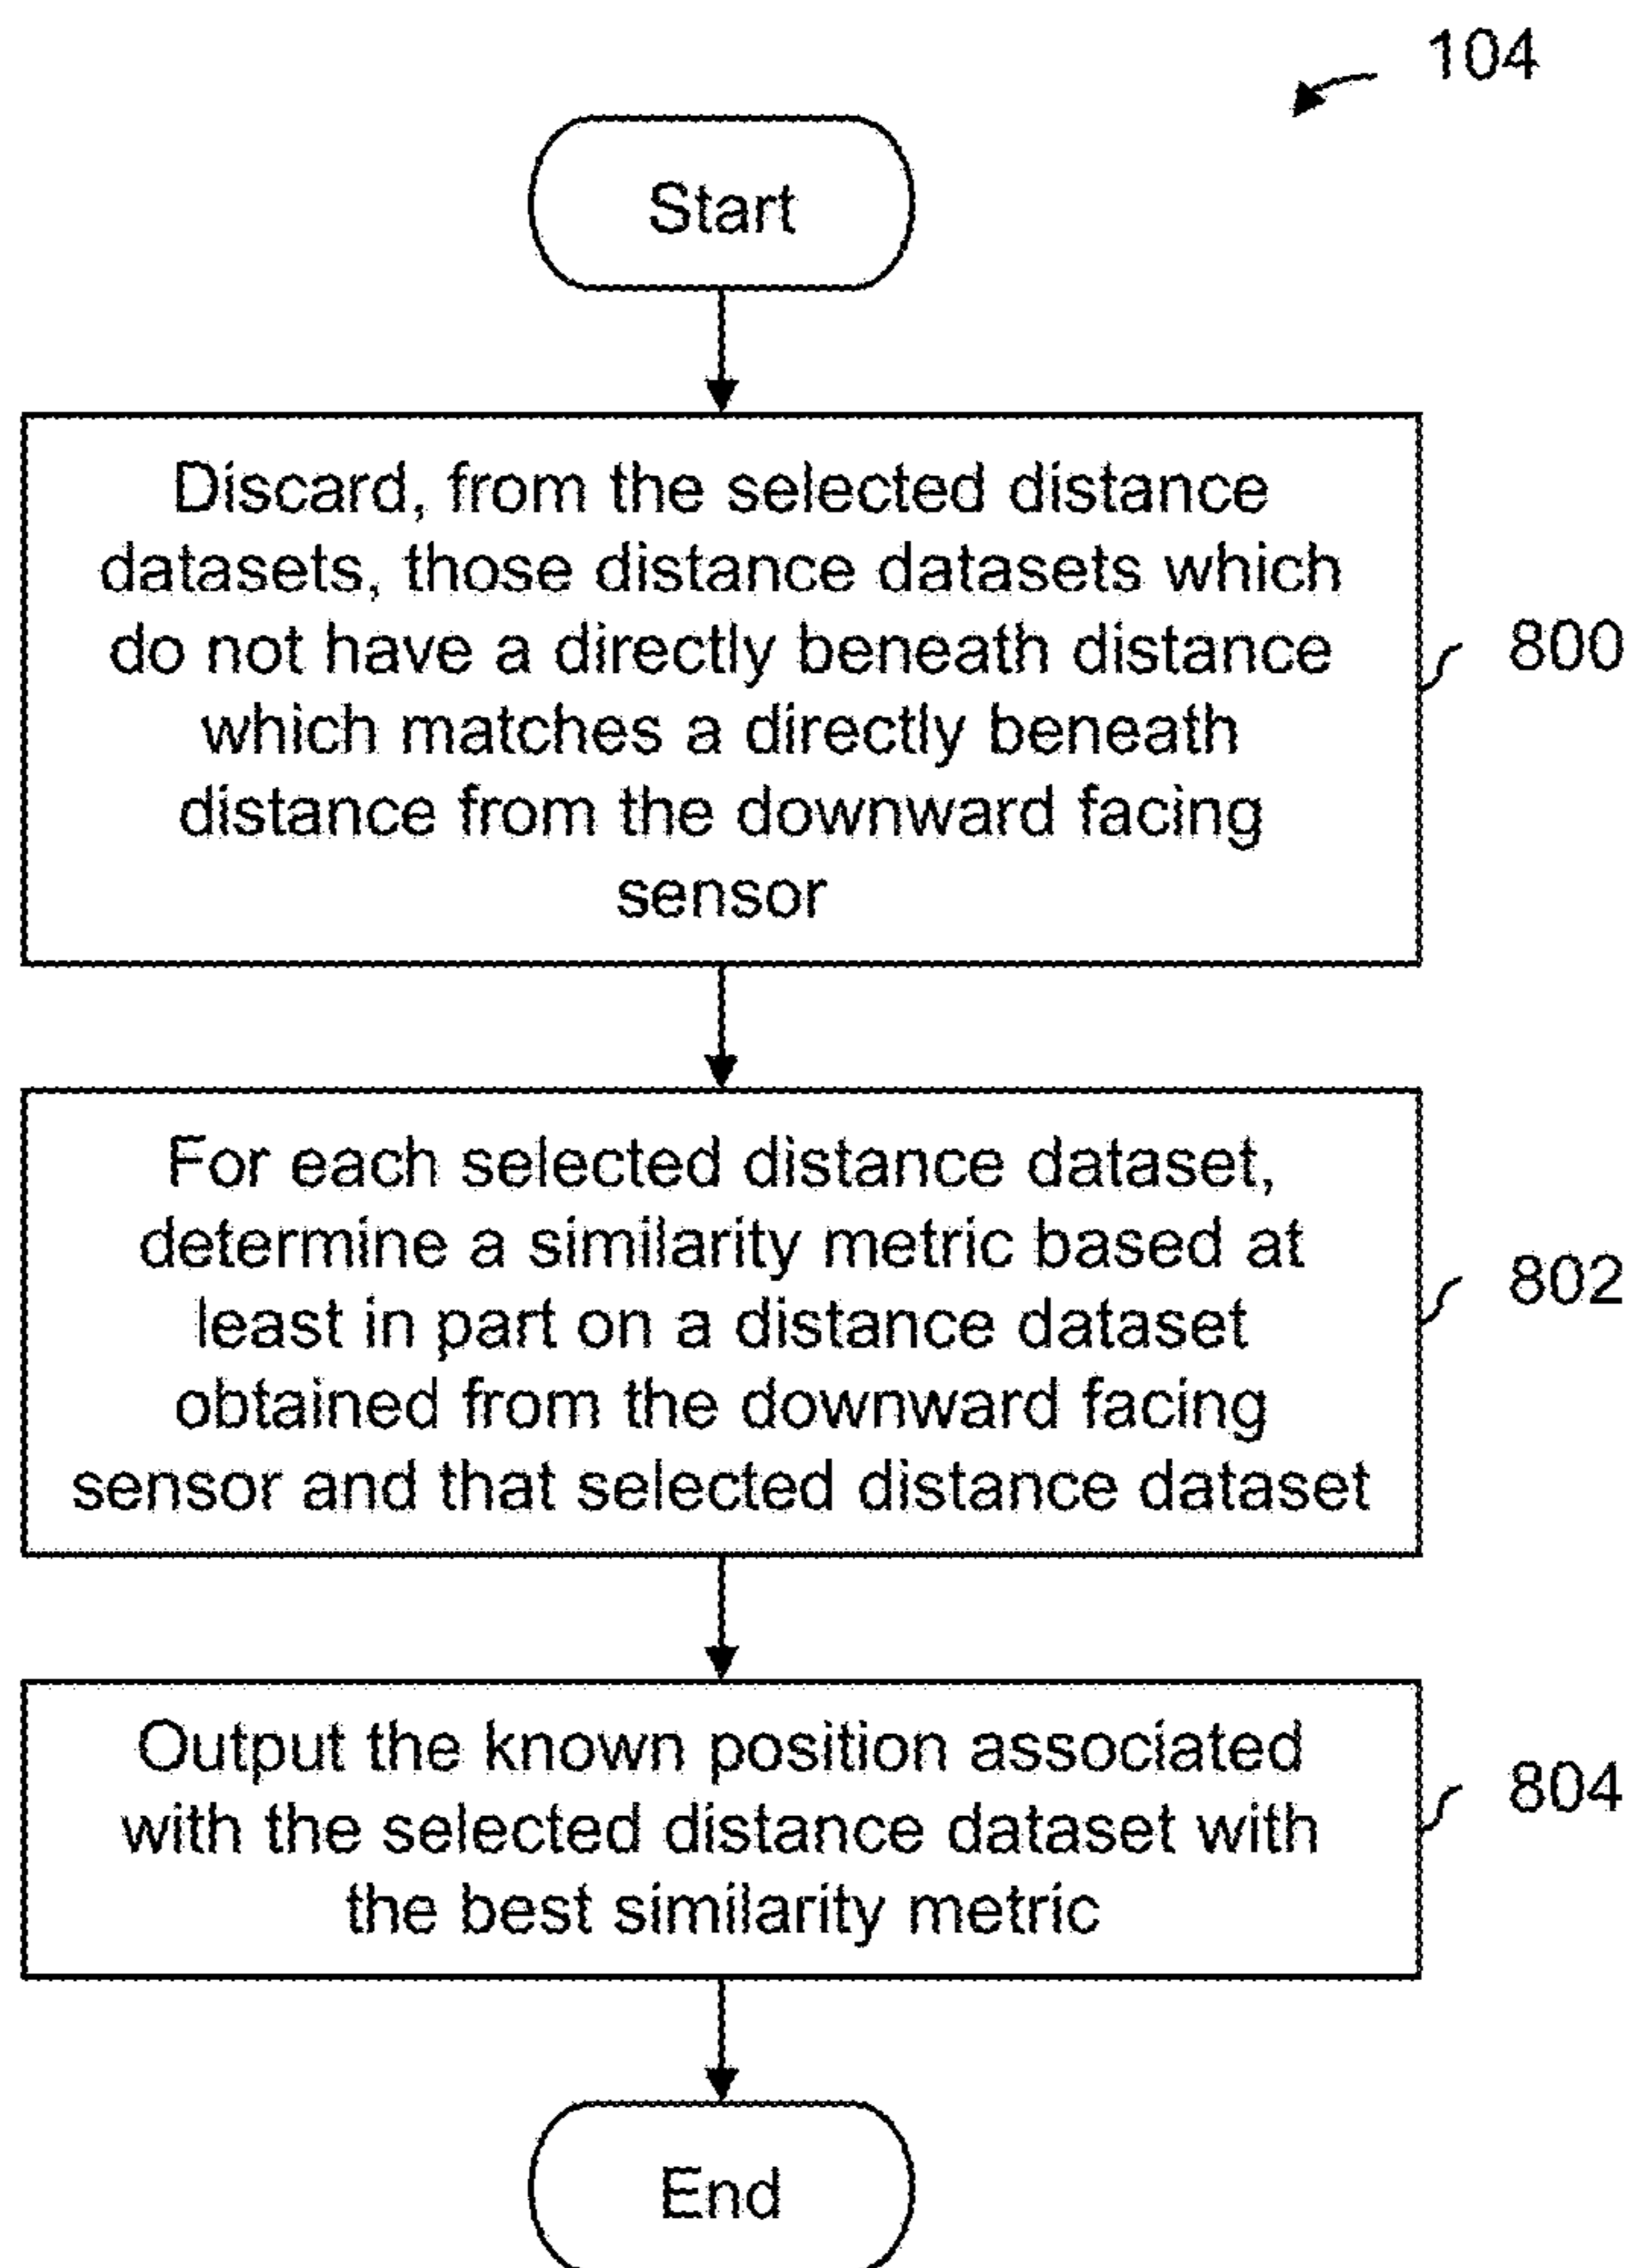 104
Start
Discard, from the selected distance
datasets, those distance datasets which
do not have a directly beneath distance
which matches a directly beneath
distance from the downward facing
sensor
800
For each selected distance dataset,
determine a similarity metric based at
least in part on a distance dataset
obtained from the downward facing
sensor and that selected distance dataset
802
Output the known position associated
with the selected distance dataset with
the best similarity metric
804
End